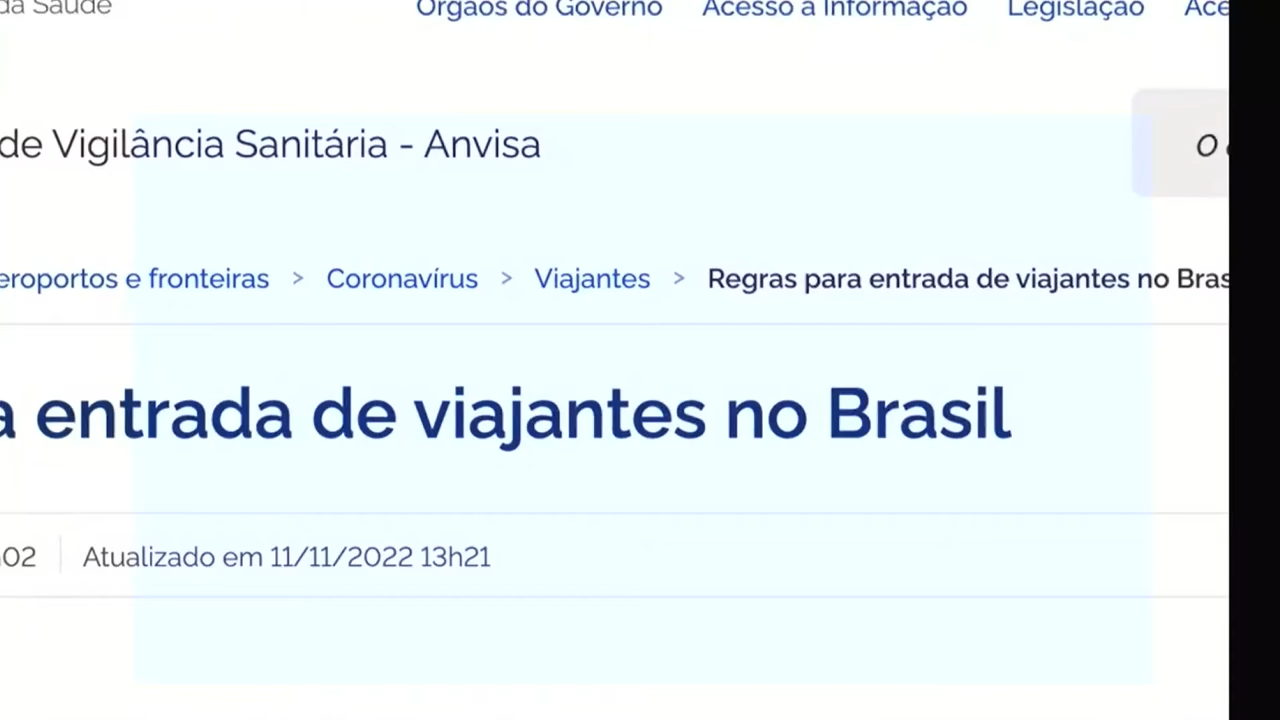 da Saúde Órgãos do Governo Acesso à Informação Legislação Ace
de Vigilância Sanitária - Anvisa O
eroportos e fronteiras > Coronavírus > Viajantes > Regras para entrada de viajantes no Bras
a entrada de viajantes no Brasil
02 Atualizado em 11/11/2022 13h21